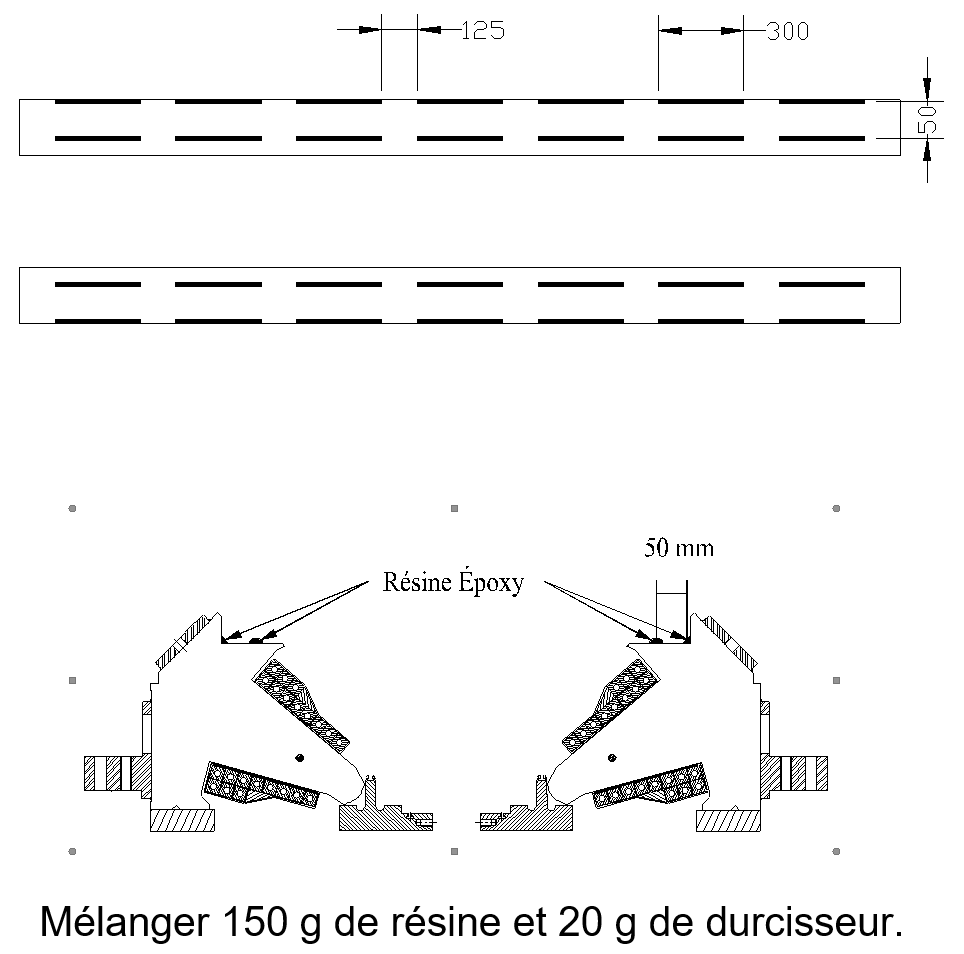 125
300
50
50 mm
Résine Époxy
Mélanger 150 g de résine et 20 g de durcisseur.